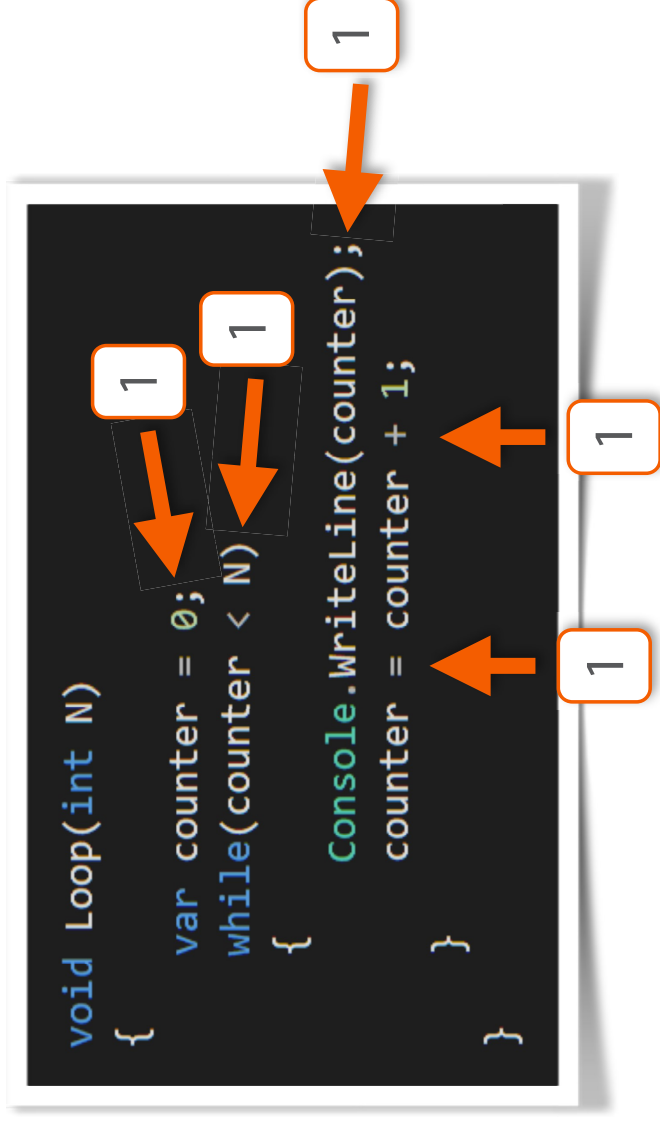 void Loop(int N)
{
var counter = 0;
1
while(counter < N)
1
{
Console.WriteLine(counter);
1
counter = counter + 1;
1
1
}
}